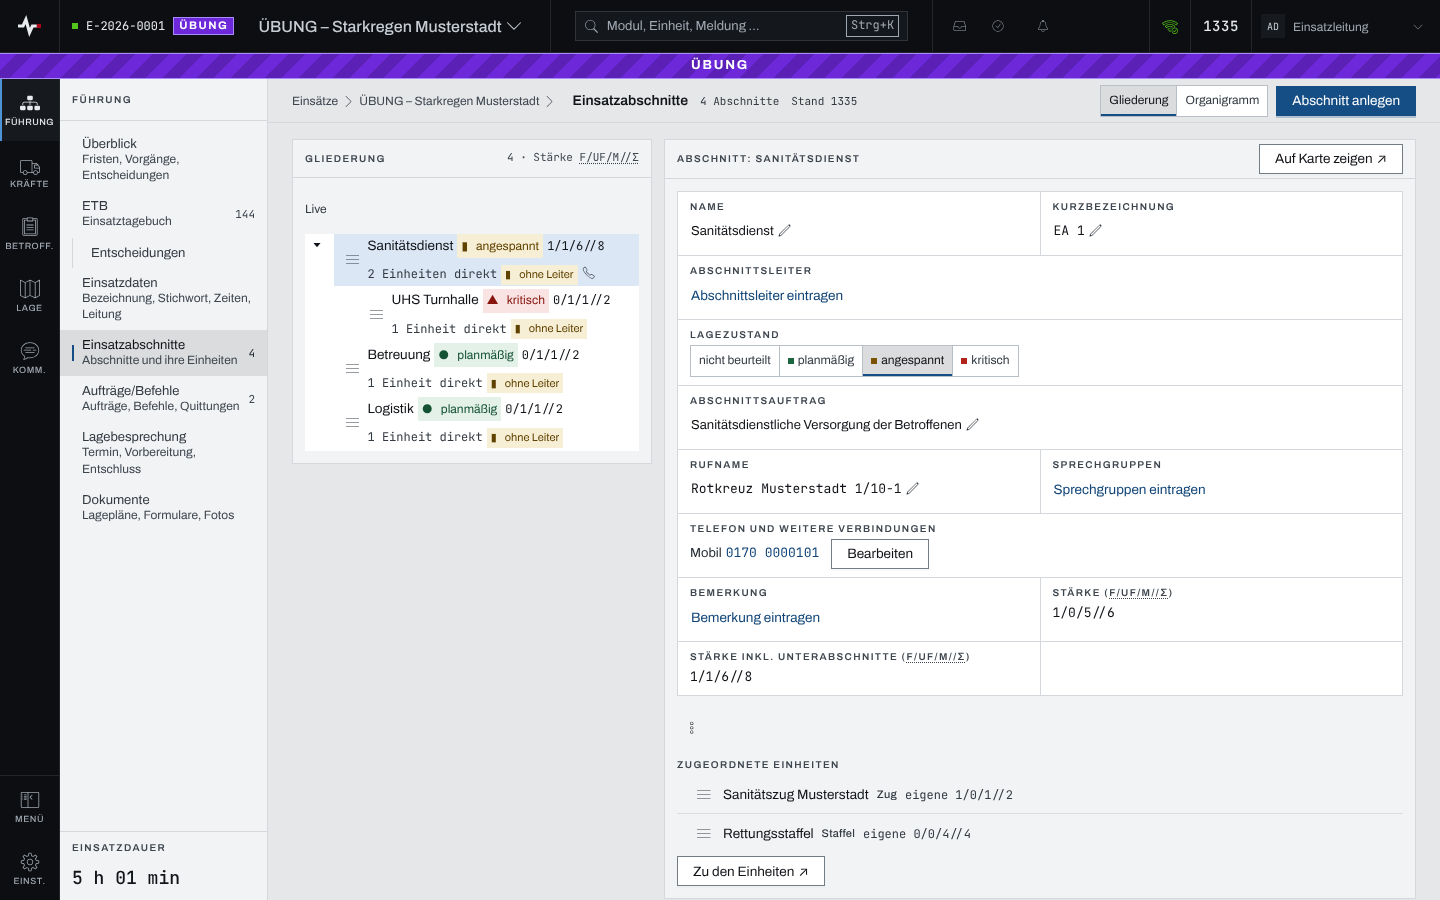 E-2026-0001 ÜBUNG
ÜBUNG – Starkregen Musterstadt
Modul, Einheit, Meldung ... Strg+K
1335
AD Einsatzleitung
ÜBUNG
FÜHRUNG
KRÄFTE
BETROFF.
LAGE
KOMM.
MENÜ
EINST.
FÜHRUNG
Überblick
Fristen, Vorgänge,
Entscheidungen
ETB
Einsatztagebuch
144
Entscheidungen
Einsatzdaten
Bezeichnung, Stichwort, Zeiten,
Leitung
Einsatzabschnitte
Abschnitte und ihre Einheiten
4
Aufträge/Befehle
Aufträge, Befehle, Quittungen
2
Lagebesprechung
Termin, Vorbereitung,
Entschluss
Dokumente
Lagepläne, Formulare, Fotos
EINSATZDAUER
5 h 01 min
Einsätze ÜBUNG – Starkregen Musterstadt Einsatzabschnitte 4 Abschnitte Stand 1335
Gliederung Organigramm Abschnitt anlegen
GLIEDERUNG 4 · Stärke F/UF/M//Σ
Live
Sanitätsdienst angespannt 1/1/6//8
2 Einheiten direkt ohne Leiter
UHS Turnhalle kritisch 0/1/1//2
1 Einheit direkt ohne Leiter
Betreuung planmäßig 0/1/1//2
1 Einheit direkt ohne Leiter
Logistik planmäßig 0/1/1//2
1 Einheit direkt ohne Leiter
ABSCHNITT: SANITÄTSDIENST
Auf Karte zeigen ↗
NAME
Sanitätsdienst
KURZBEZEICHNUNG
EA 1
ABSCHNITTSLEITER
Abschnittsleiter eintragen
LAGEZUSTAND
nicht beurteilt planmäßig angespannt kritisch
ABSCHNITTSAUFTRAG
Sanitätsdienstliche Versorgung der Betroffenen
RUFNAME
Rotkreuz Musterstadt 1/10-1
SPRECHGRUPPEN
Sprechgruppen eintragen
TELEFON UND WEITERE VERBINDUNGEN
Mobil 0170 0000101 Bearbeiten
BEMERKUNG
Bemerkung eintragen
STÄRKE (F/UF/M//Σ)
1/0/5//6
STÄRKE INKL. UNTERABSCHNITTE (F/UF/M//Σ)
1/1/6//8
ZUGEORDNETE EINHEITEN
Sanitätszug Musterstadt Zug eigene 1/0/1//2
Rettungsstaffel Staffel eigene 0/0/4//4
Zu den Einheiten ↗